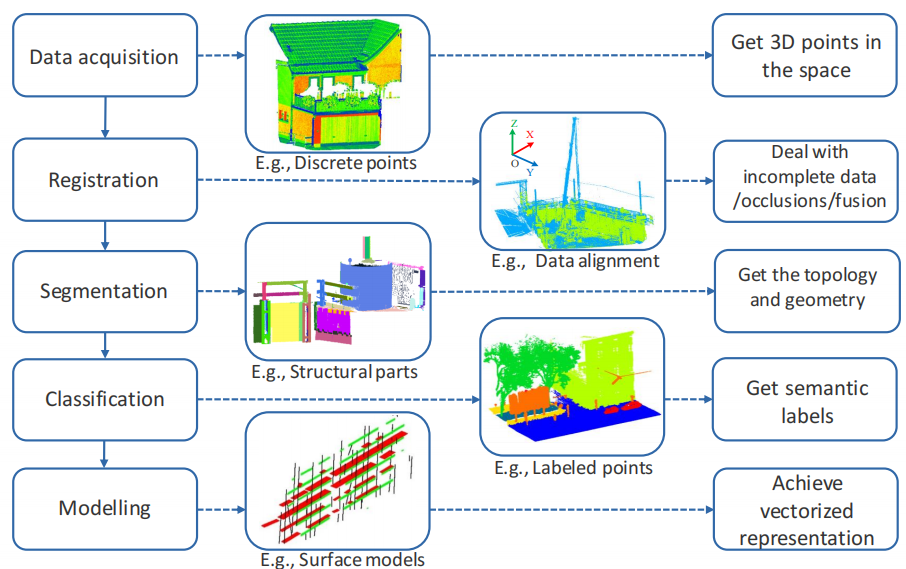 Data acquisition
Get 3D points in
the space
E.g., Discrete points
Registration
Z
X
O
Y
Deal with
incomplete data
/occlusions/fusion
E.g., Data alignment
Segmentation
Get the topology
and geometry
E.g., Structural parts
Classification
Get semantic
labels
E.g., Labeled points
Modelling
Achieve
vectorized
representation
E.g., Surface models